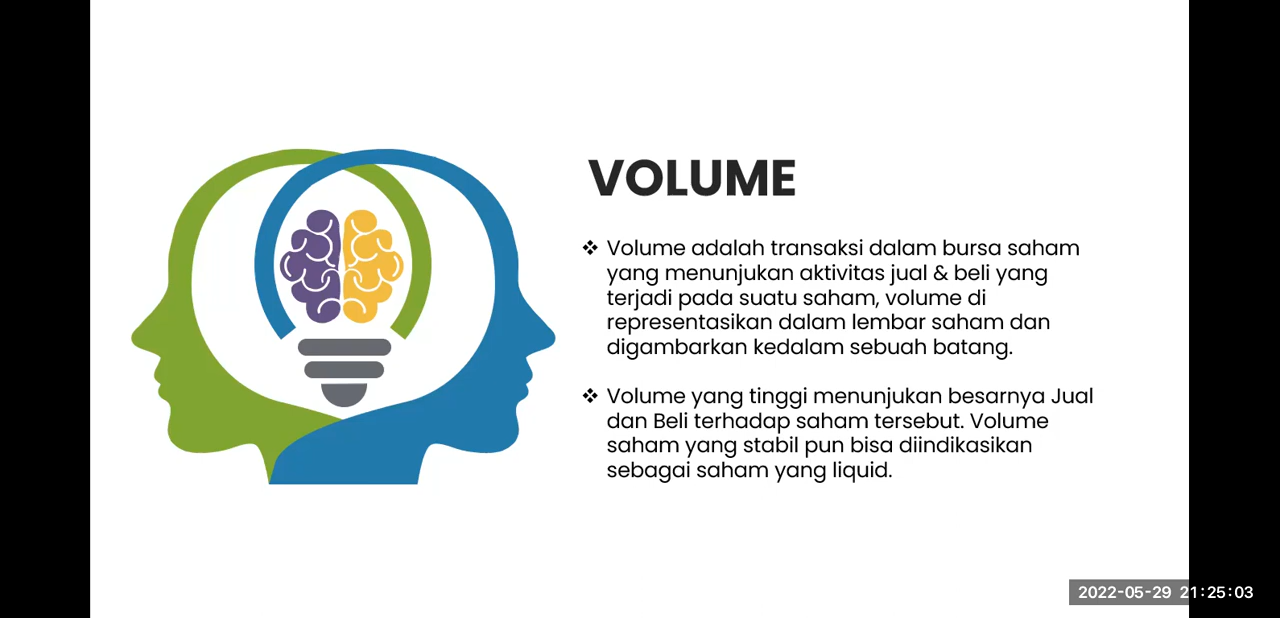 VOLUME
❖ Volume adalah transaksi dalam bursa saham
yang menunjukan aktivitas jual & beli yang
terjadi pada suatu saham, volume di
representasikan dalam lembar saham dan
digambarkan kedalam sebuah batang.
❖ Volume yang tinggi menunjukan besarnya Jual
dan Beli terhadap saham tersebut. Volume
saham yang stabil pun bisa diindikasikan
sebagai saham yang liquid.
2022-05-29 21:25:03